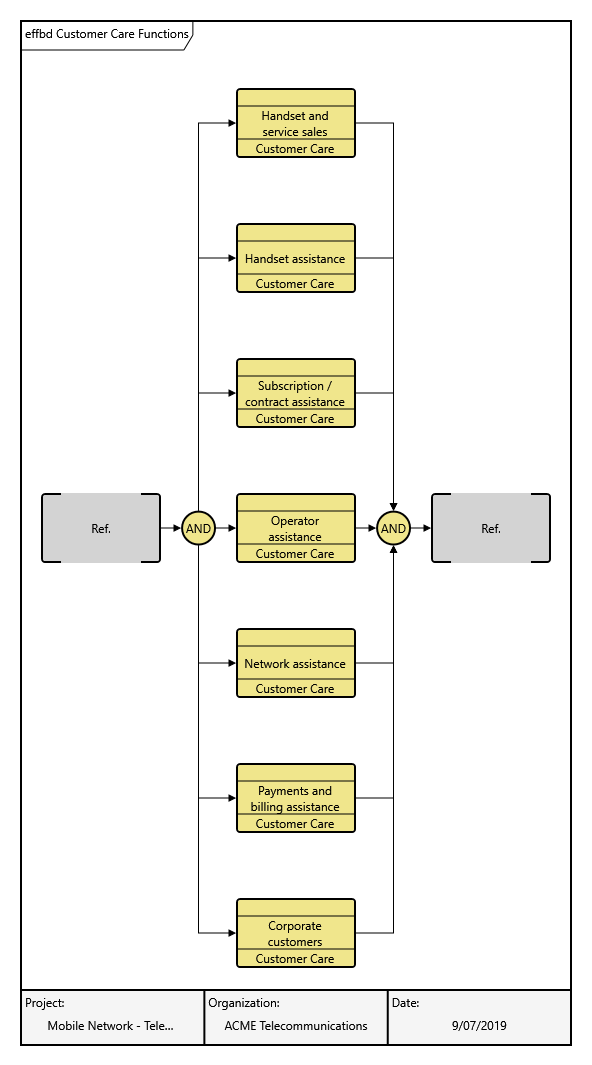 effbd Customer Care Functions
Handset and
service sales
Customer Care
Handset assistance
Customer Care
Subscription /
contract assistance
Customer Care
Ref.
AND
Operator
assistance
Customer Care
AND
Ref.
Network assistance
Customer Care
Payments and
billing assistance
Customer Care
Corporate
customers
Customer Care
Project:
Mobile Network - Tele...
Organization:
ACME Telecommunications
Date:
9/07/2019